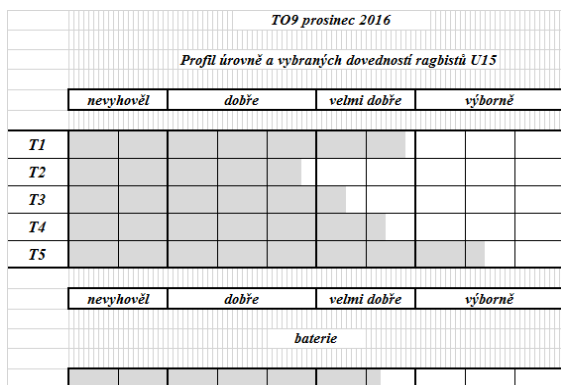 TO9 prosinec 2016
Profil úrovně a vybraných dovedností ragbistů U15
nevyhověl dobře velmi dobře výborně
T1
T2
T3
T4
T5
nevyhověl dobře velmi dobře výborně
baterie